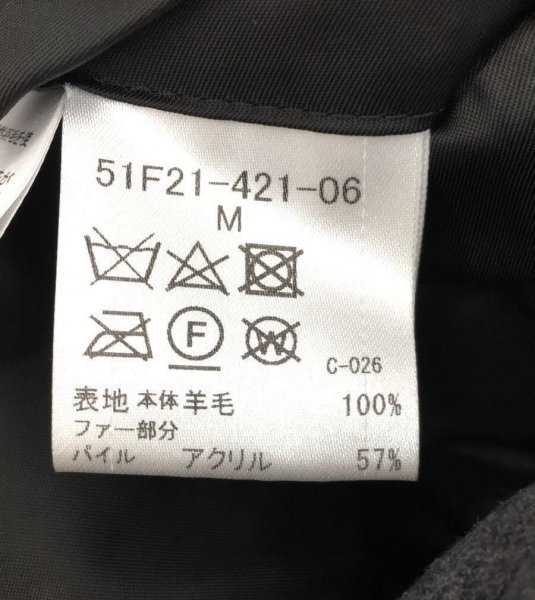 51F21-421-06
M
F
W
C-026
表地 本体 羊毛 100%
ファー部分
パイル アクリル 57%